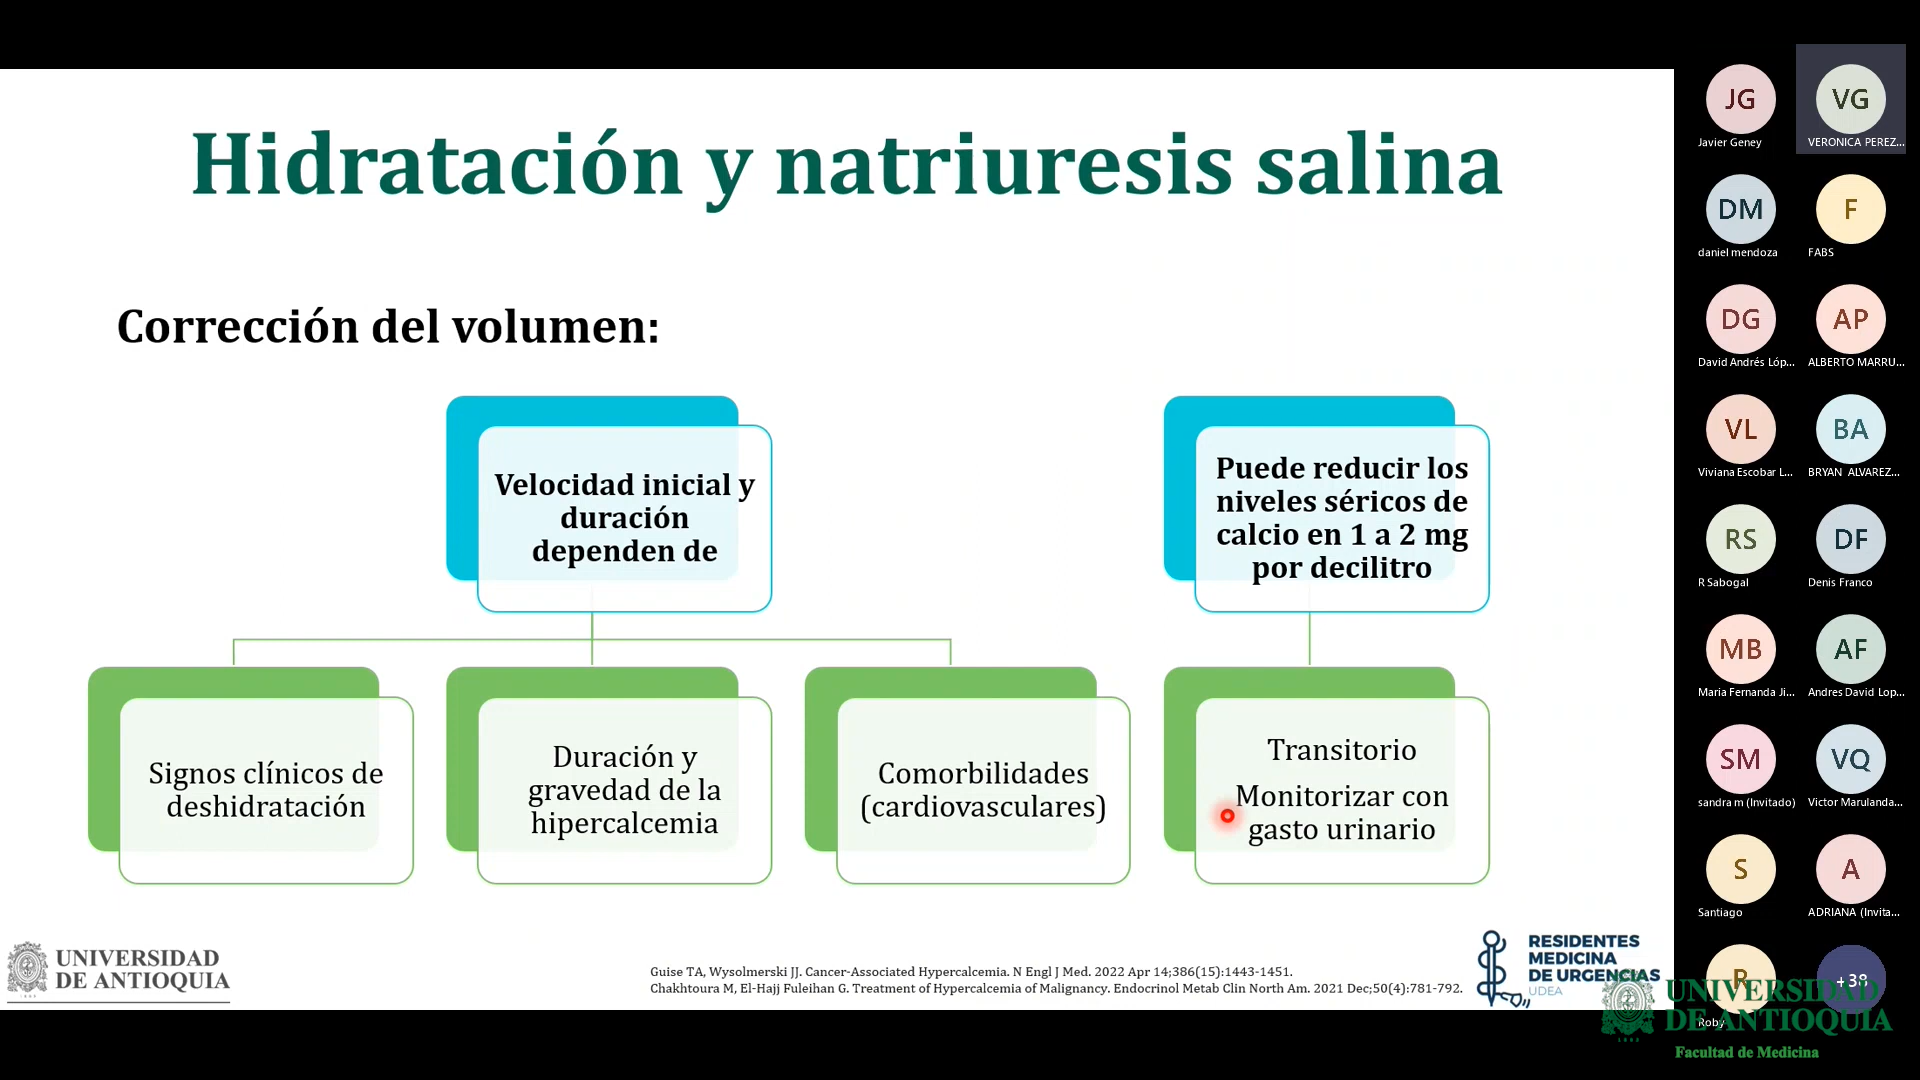 Hidratación y natriuresis salina
Corrección del volumen:
Velocidad inicial y
duración
dependen de
Puede reducir los
niveles séricos de
calcio en 1 a 2 mg
por decilitro
Signos clínicos de
deshidratación
Duración y
gravedad de la
hipercalcemia
Comorbilidades
(cardiovasculares)
Transitorio
Monitorizar con
gasto urinario
UNIVERSIDAD
DE ANTIOQUIA
1803
Guise TA, Wysolmerski JJ. Cancer-Associated Hypercalcemia. N Engl J Med. 2022 Apr 14;386(15):1443-1451.
Chakhtoura M, El-Hajj Fuleihan G. Treatment of Hypercalcemia of Malignancy. Endocrinol Metab Clin North Am. 2021 Dec;50(4):781-792.
RESIDENTES
MEDICINA
DE URGENCIAS
UDEA
JG
Javier Geney
VG
VERONICA PEREZ...
DM
daniel mendoza
F
FABS
DG
David Andrés Lóp...
AP
ALBERTO MARRU...
VL
Viviana Escobar L...
BA
BRYAN ALVAREZ...
RS
R Sabogal
DF
Denis Franco
MB
Maria Fernanda Ji...
AF
Andres David Lop...
SM
sandra m (Invitado)
VQ
Victor Marulanda...
S
Santiago
A
ADRIANA (Invita...
R
Roby
+38
UNIVERSIDAD
DE ANTIOQUIA
1803
Facultad de Medicina